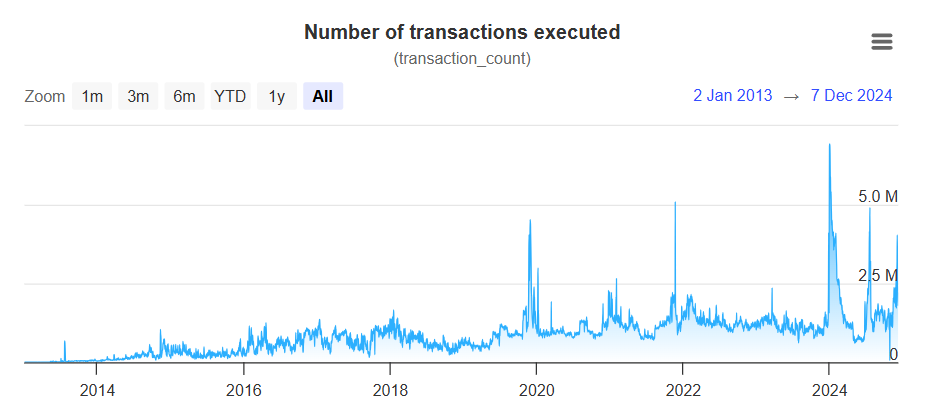 Number of transactions executed
(transaction_count)
Zoom 1m 3m 6m YTD 1y All 2 Jan 2013 → 7 Dec 2024
5.0 M
2.5 M
0
2014 2016 2018 2020 2022 2024